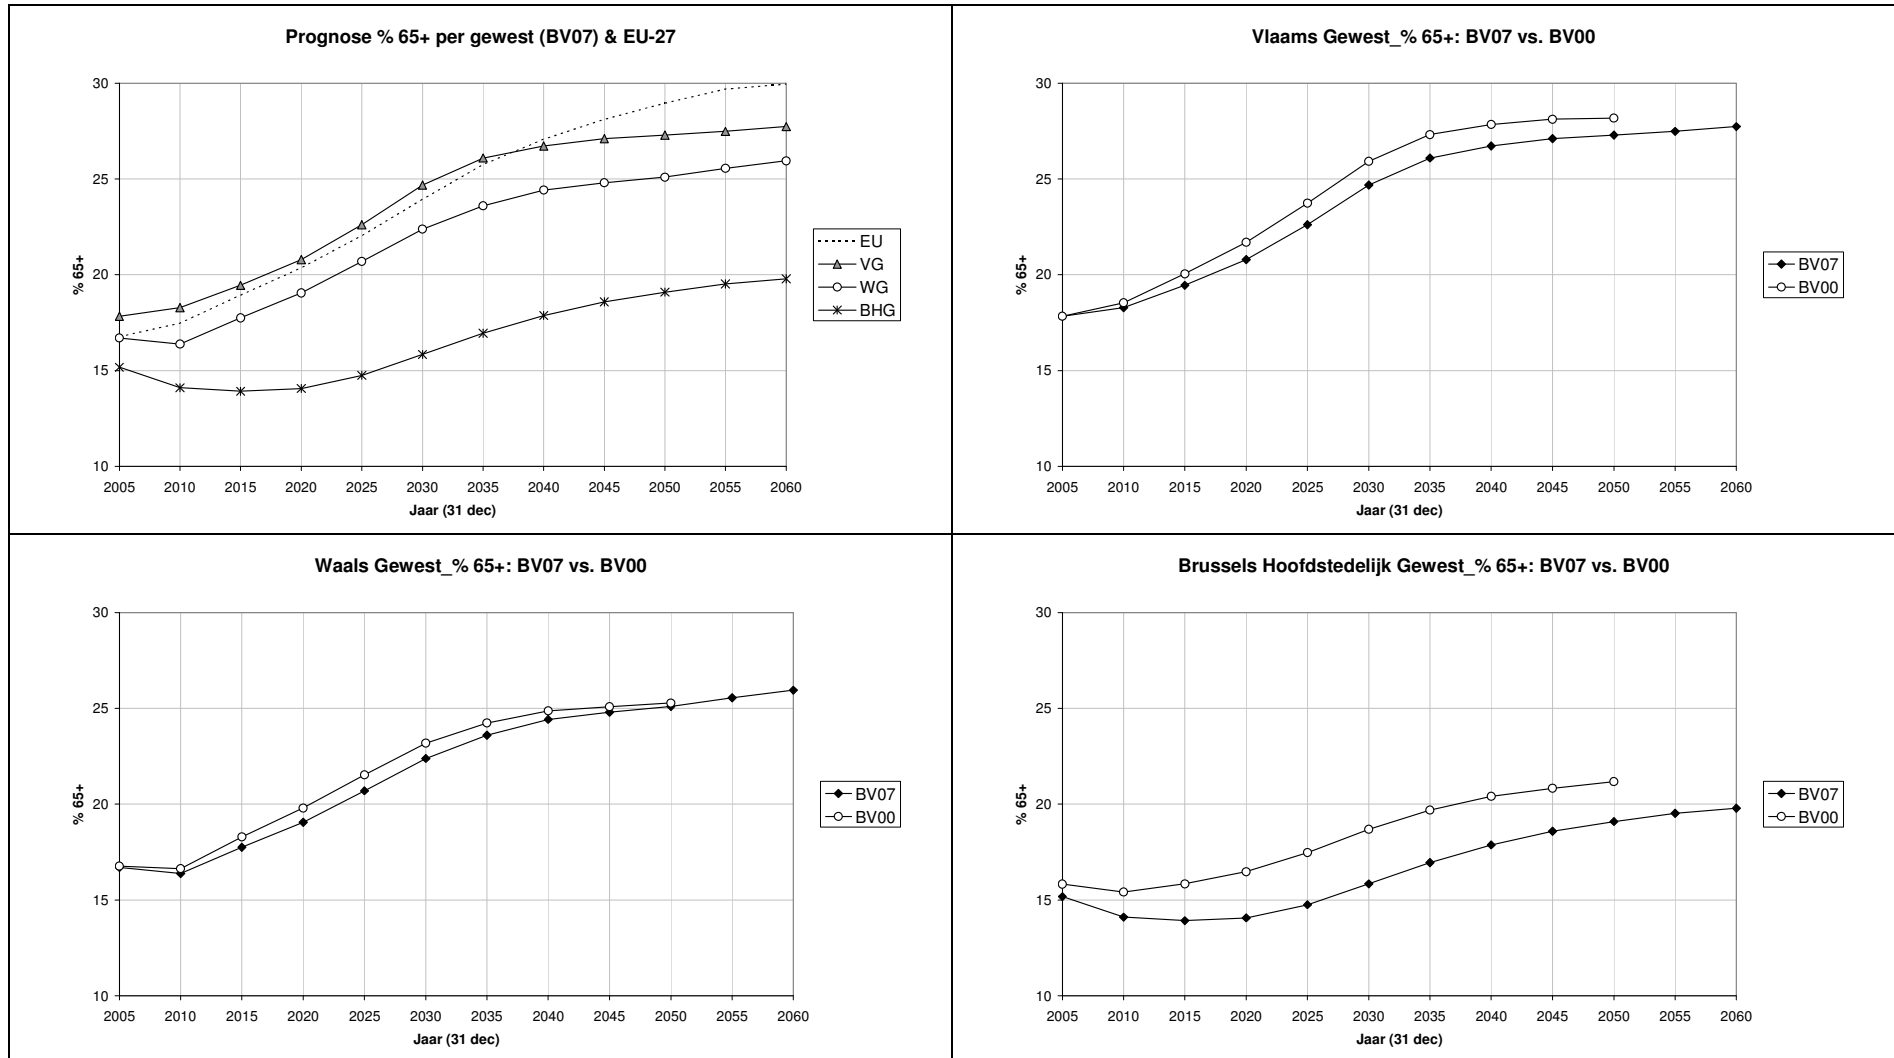 Prognose % 65+ per gewest (BV07) & EU-27
30
25
20
15
10
% 65+
2005 2010 2015 2020 2025 2030 2035 2040 2045 2050 2055 2060
Jaar (31 dec)
EU
VG
WG
BHG
Vlaams Gewest_% 65+: BV07 vs. BV00
30
25
20
15
10
% 65+
2005 2010 2015 2020 2025 2030 2035 2040 2045 2050 2055 2060
Jaar (31 dec)
BV07
BV00
Waals Gewest_% 65+: BV07 vs. BV00
30
25
20
15
10
% 65+
2005 2010 2015 2020 2025 2030 2035 2040 2045 2050 2055 2060
Jaar (31 dec)
BV07
BV00
Brussels Hoofdstedelijk Gewest_% 65+: BV07 vs. BV00
30
25
20
15
10
% 65+
2005 2010 2015 2020 2025 2030 2035 2040 2045 2050 2055 2060
Jaar (31 dec)
BV07
BV00